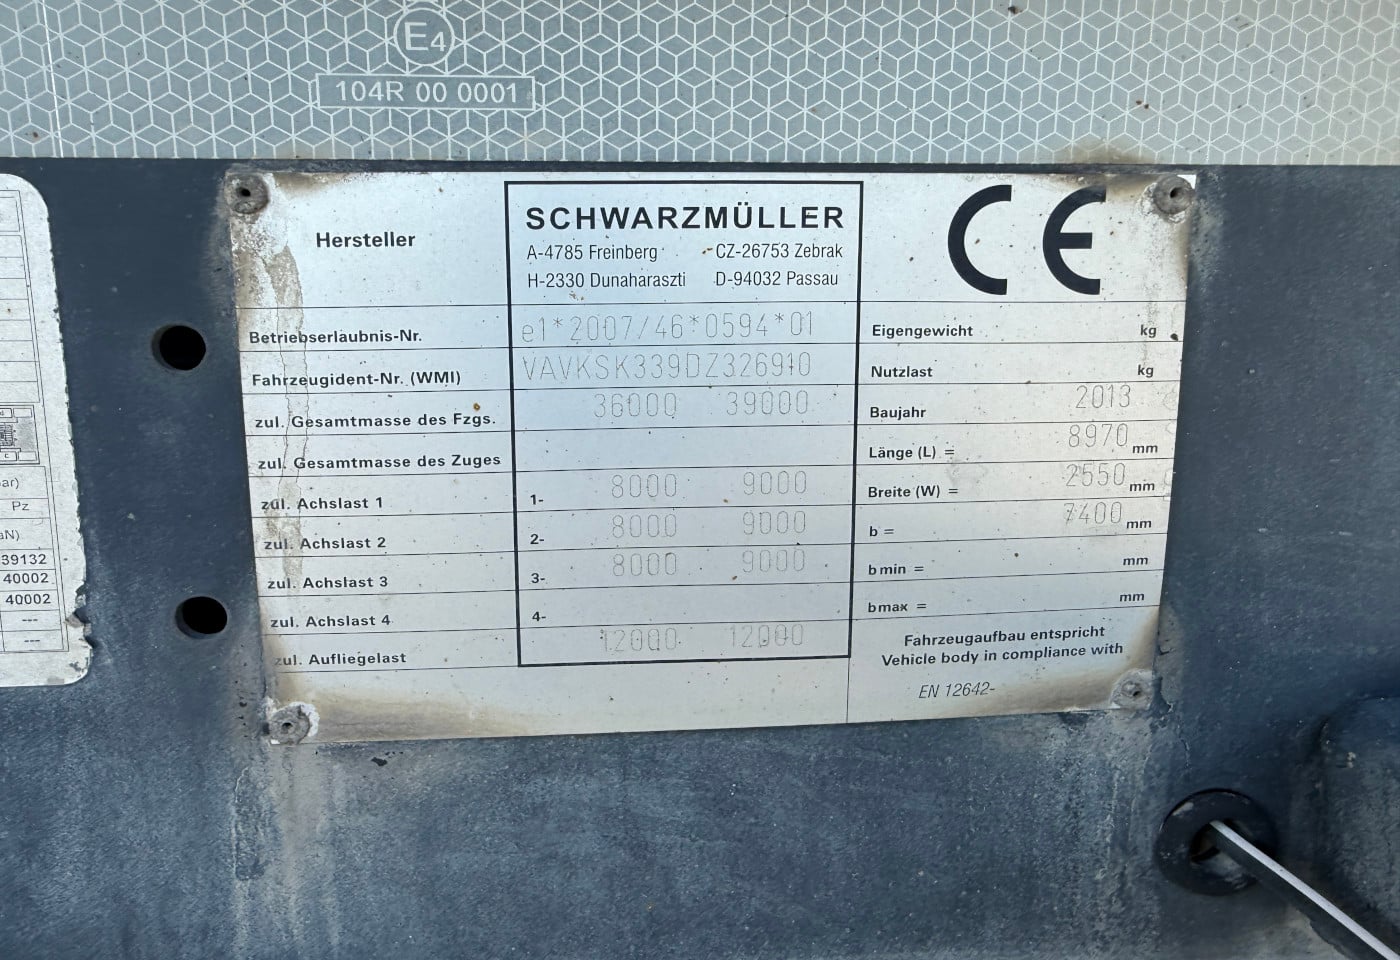 E4
104R 00 0001
Hersteller
SCHWARZMÜLLER
A-4785 Freinberg CZ-26753 Zebrak
H-2330 Dunaharaszti D-94032 Passau
CE
Betriebserlaubnis-Nr. e1*2007/46*0594*01
Fahrzeugident-Nr. (WMI) VAVKSK339DZ326910
zul. Gesamtmasse des Fzgs. 36000 39000
zul. Gesamtmasse des Zuges
zul. Achslast 1 1- 8000 9000
zul. Achslast 2 2- 8000 9000
zul. Achslast 3 3- 8000 9000
zul. Achslast 4 4-
zul. Aufliegelast 12000 12000
Eigengewicht kg
Nutzlast kg
Baujahr 2013
Länge (L) = 8970 mm
Breite (W) = 2550 mm
b = 7400 mm
b min = mm
b max = mm
Fahrzeugaufbau entspricht
Vehicle body in compliance with
EN 12642-
Pz
39132
40002
40002
---
---